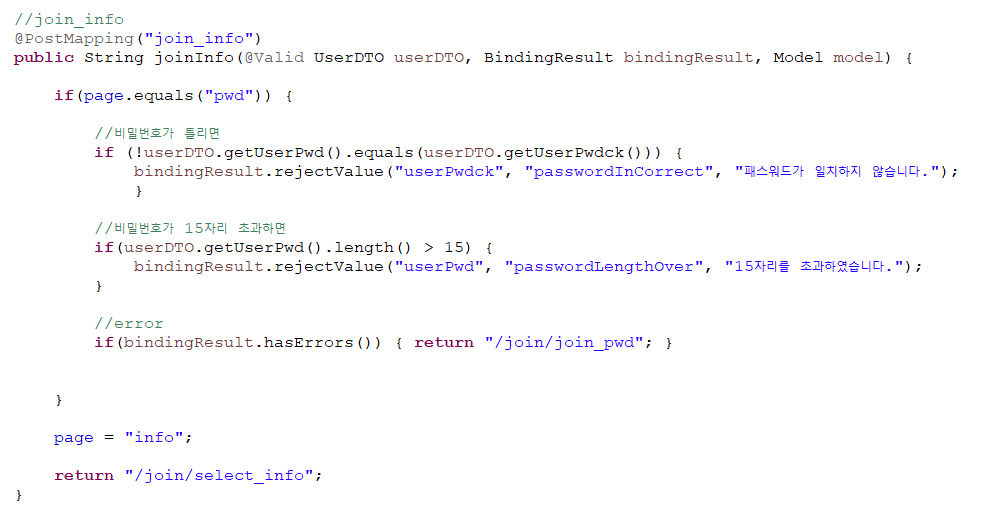 //join_info
@PostMapping("join_info")
public String joinInfo(@Valid UserDTO userDTO, BindingResult bindingResult, Model model) {
if(page.equals("pwd")) {
//비밀번호가 틀리면
if (!userDTO.getUserPwd().equals(userDTO.getUserPwdck())) {
bindingResult.rejectValue("userPwdck", "passwordInCorrect", "패스워드가 일치하지 않습니다.");
}
//비밀번호가 15자리 초과하면
if(userDTO.getUserPwd().length() > 15) {
bindingResult.rejectValue("userPwd", "passwordLengthOver", "15자리를 초과하였습니다.");
}
//error
if(bindingResult.hasErrors()) { return "/join/join_pwd"; }
}
page = "info";
return "/join/select_info";
}